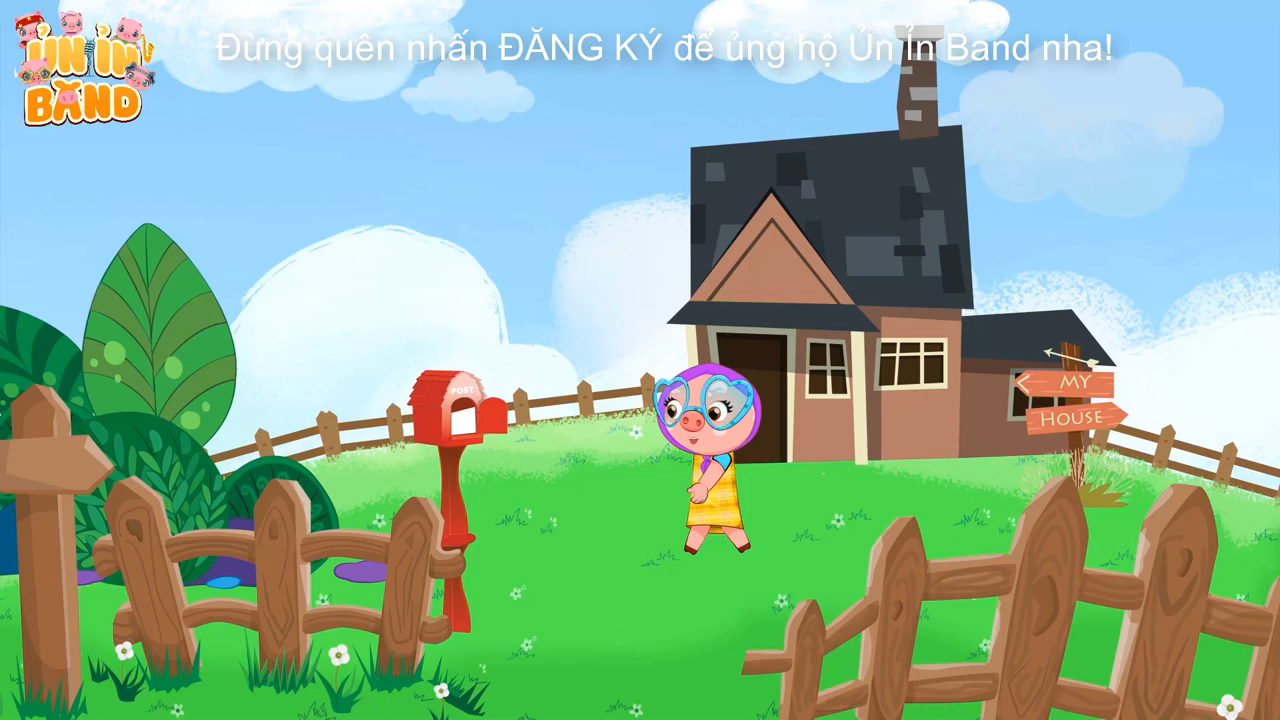 Đừng quên nhấn ĐĂNG KÝ để ủng hộ Ủn Ỉn Band nha!
ỦN ỈN
BAND
POST
MY
HOUSE